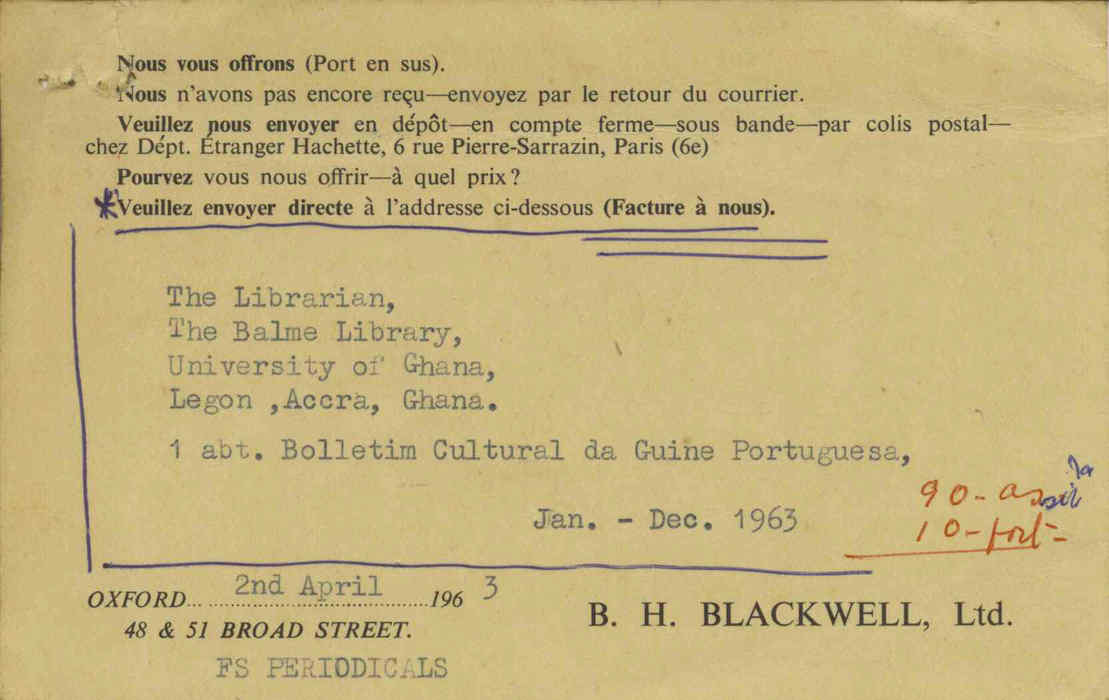 Nous vous offrons (Port en sus).
Nous n'avons pas encore reçu—envoyez par le retour du courrier.
Veuillez nous envoyer en dépôt—en compte ferme—sous bande—par colis postal—
chez Dépt. Étranger Hachette, 6 rue Pierre-Sarrazin, Paris (6e)
Pourvez vous nous offrir—à quel prix?
*Veuillez envoyer directe à l'addresse ci-dessous (Facture à nous).
The Librarian,
The Balme Library,
University of Ghana,
Legon ,Accra, Ghana.
1 abt. Bolletim Cultural da Guine Portuguesa,
Jan. - Dec. 1963
90-
10-port-
OXFORD... 2nd April ...196 3
48 & 51 BROAD STREET.
B. H. BLACKWELL, Ltd.
FS PERIODICALS